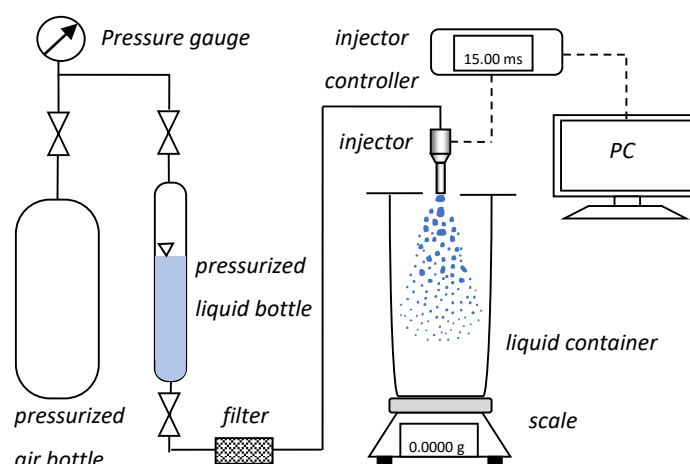 Pressure gauge
injector
controller
15.00 ms
injector
PC
pressurized
liquid bottle
liquid container
pressurized
air bottle
filter
scale
0.0000 g